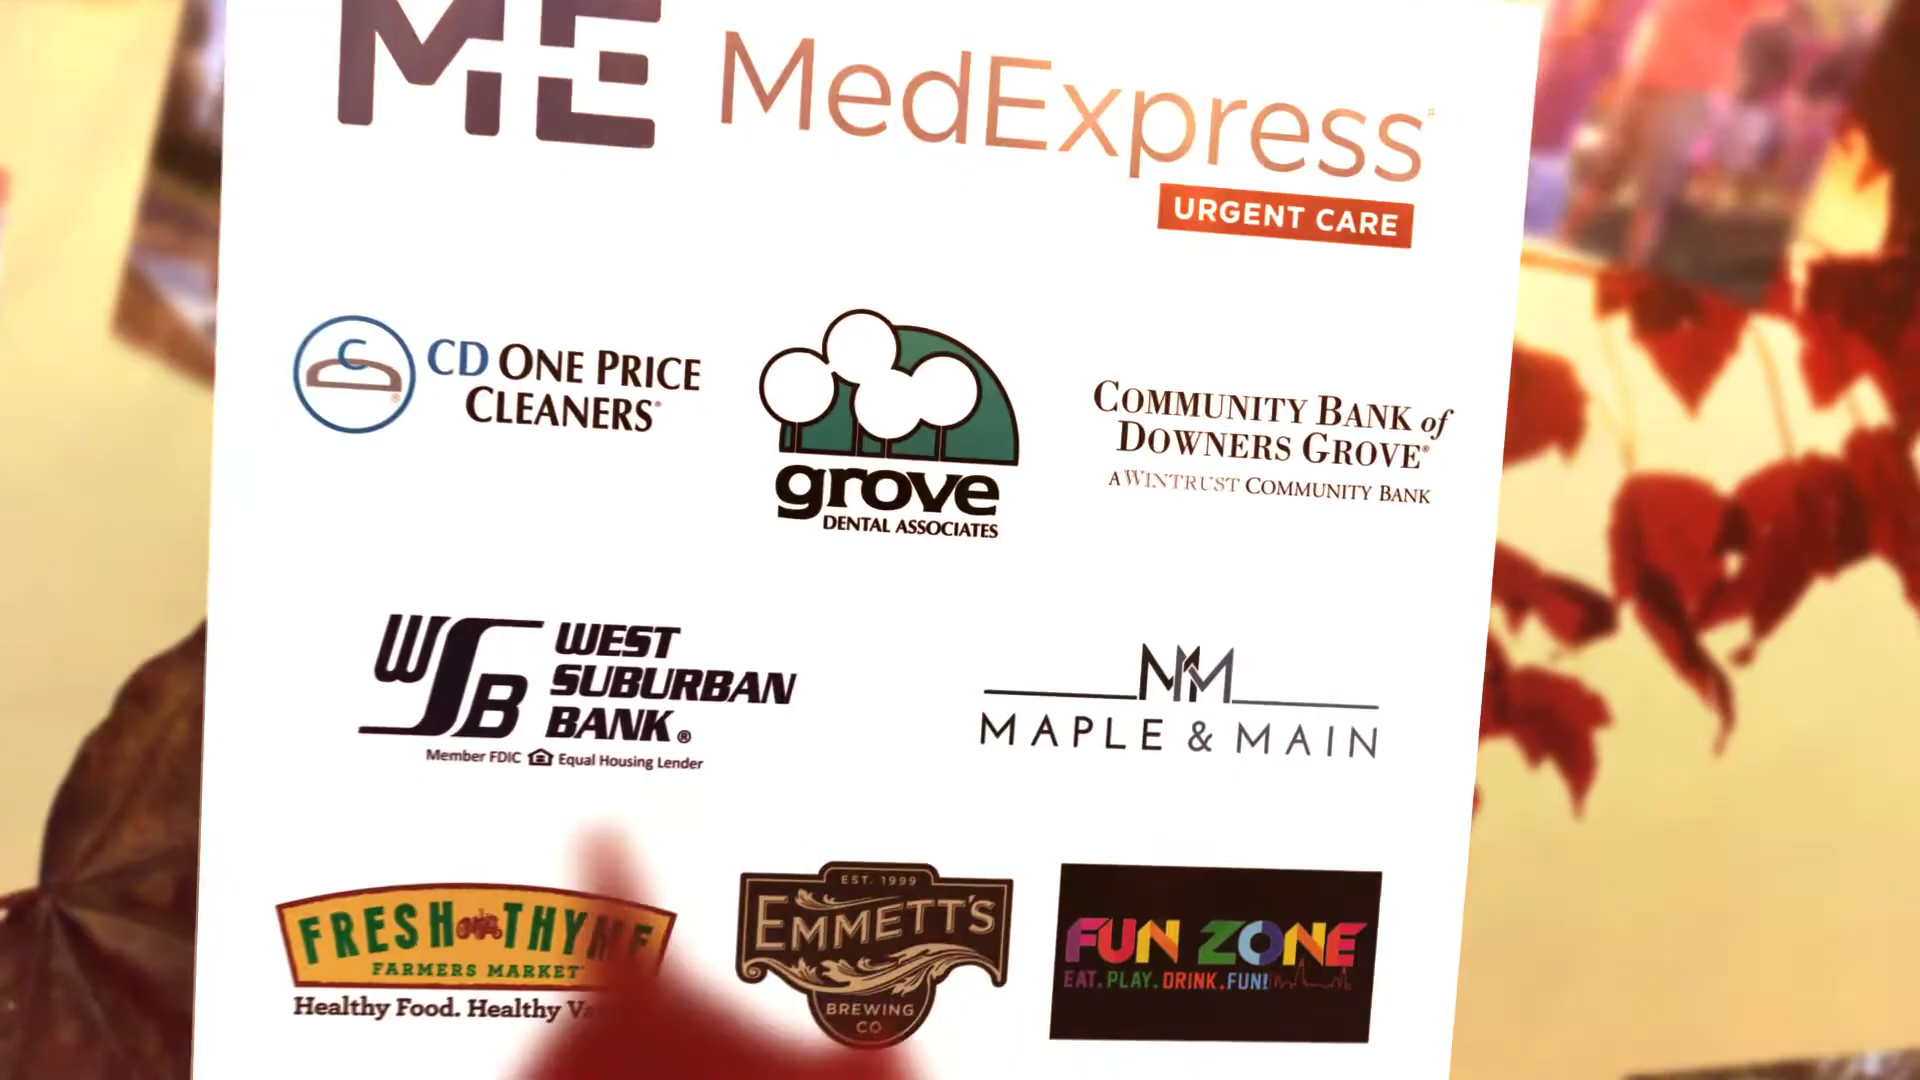 ME MedExpress
URGENT CARE
C
CD ONE PRICE
CLEANERS®
grove
DENTAL ASSOCIATES
COMMUNITY BANK of
DOWNERS GROVE®
A WINTRUST COMMUNITY BANK
WSB WEST
SUBURBAN
BANK®
Member FDIC Equal Housing Lender
MM
MAPLE & MAIN
FRESH THYME
FARMERS MARKET
Healthy Food. Healthy
EST. 1999
EMMETT'S
BREWING
CO
FUN ZONE
EAT.PLAY.DRINK.FUN!